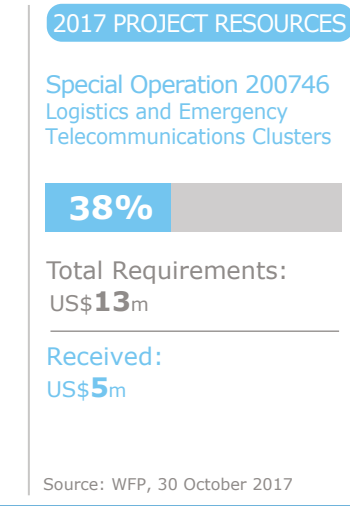 2017 PROJECT RESOURCES
Special Operation 200746
Logistics and Emergency
Telecommunications Clusters
38%
Total Requirements:
US$13m
Received:
US$5m
Source: WFP, 30 October 2017